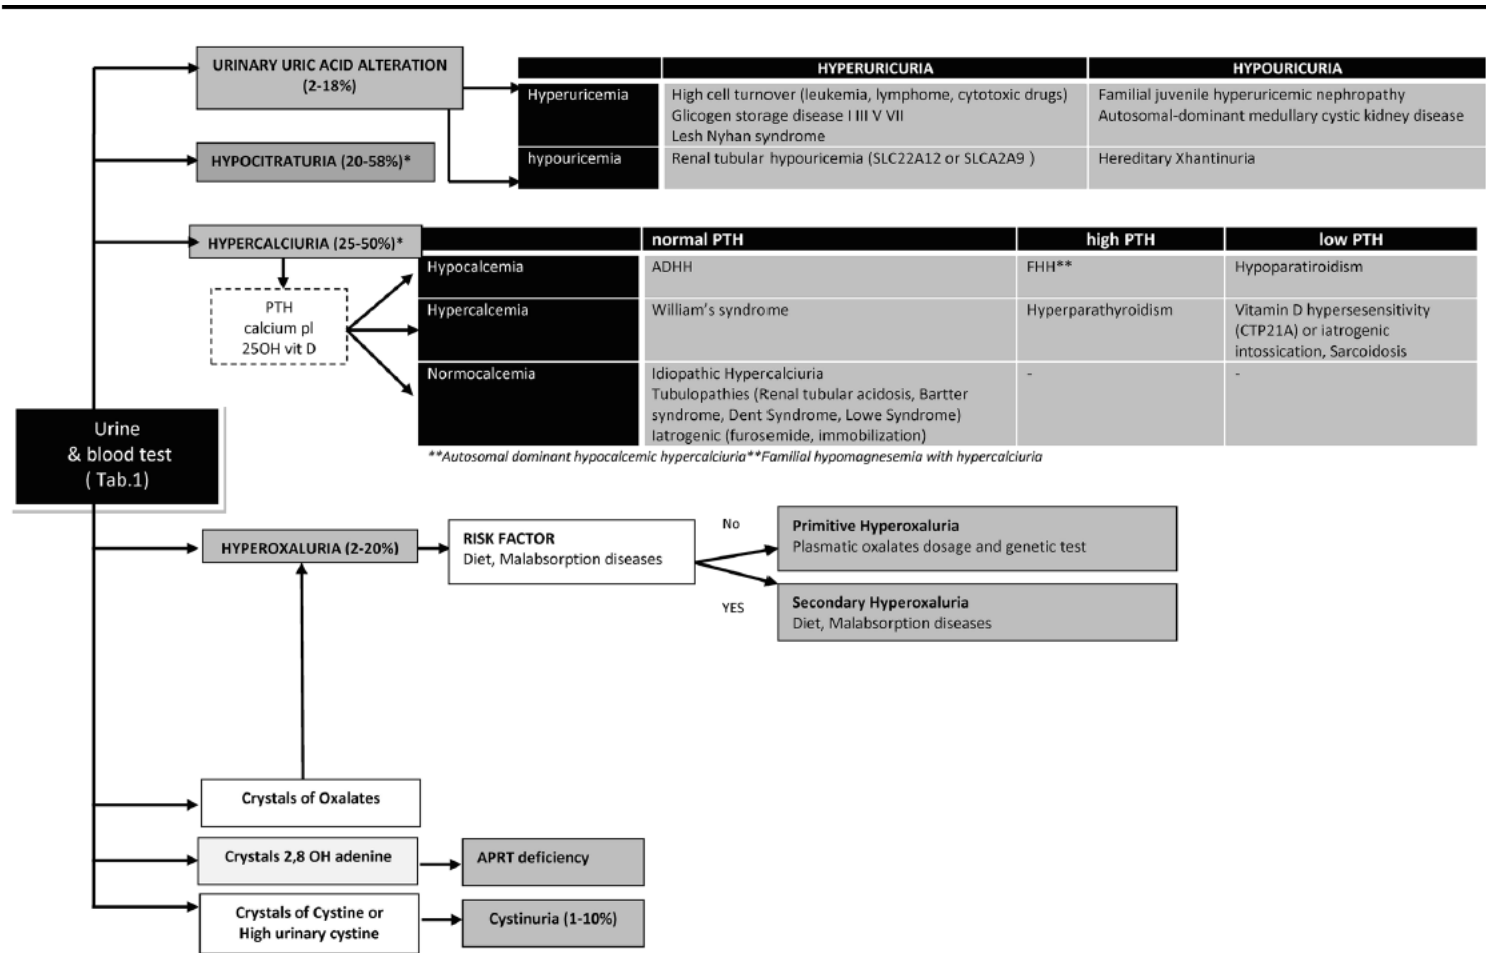 URINARY URIC ACID ALTERATION
(2-18%)
HYPERURICURIA
HYPOURICURIA
Hyperuricemia
High cell turnover (leukemia, lymphome, cytotoxic drugs)
Glicogen storage disease I III V VII
Lesh Nyhan syndrome
Familial juvenile hyperuricemic nephropathy
Autosomal-dominant medullary cystic kidney disease
hypouricemia
Renal tubular hypouricemia (SLC22A12 or SLCA2A9 )
Hereditary Xhantinuria
HYPOCITRATURIA (20-58%)*
HYPERCALCIURIA (25-50%)*
PTH
calcium pl
25OH vit D
normal PTH
high PTH
low PTH
Hypocalcemia
ADHH
FHH**
Hypoparatiroidism
Hypercalcemia
William's syndrome
Hyperparathyroidism
Vitamin D hypersesensitivity
(CTP21A) or iatrogenic
intossication, Sarcoidosis
Normocalcemia
Idiopathic Hypercalciuria
Tubulopathies (Renal tubular acidosis, Bartter
syndrome, Dent Syndrome, Lowe Syndrome)
Iatrogenic (furosemide, immobilization)
-
-
**Autosomal dominant hypocalcemic hypercalciuria**Familial hypomagnesemia with hypercalciuria
Urine
& blood test
( Tab.1)
HYPEROXALURIA (2-20%)
RISK FACTOR
Diet, Malabsorption diseases
No
Primitive Hyperoxaluria
Plasmatic oxalates dosage and genetic test
YES
Secondary Hyperoxaluria
Diet, Malabsorption diseases
Crystals of Oxalates
Crystals 2,8 OH adenine
APRT deficiency
Crystals of Cystine or
High urinary cystine
Cystinuria (1-10%)